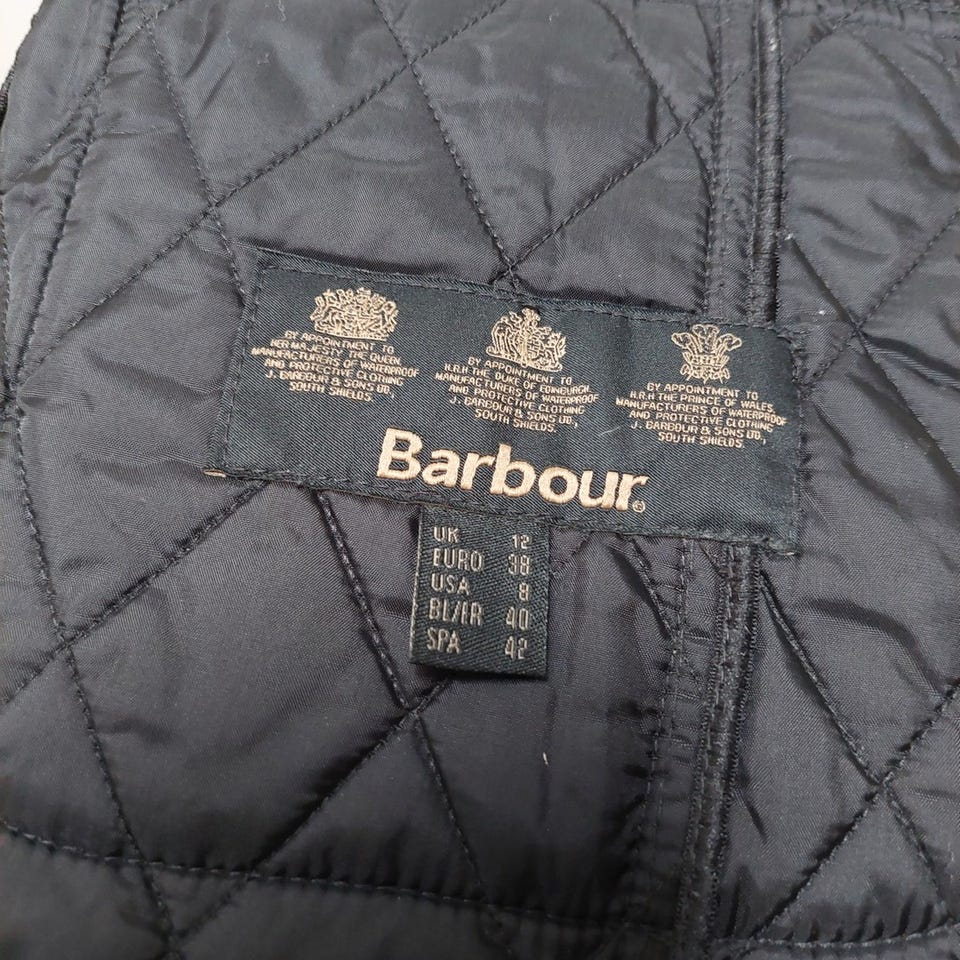 BY APPOINTMENT TO
HER MAJESTY THE QUEEN
MANUFACTURERS OF WATERPROOF
AND PROTECTIVE CLOTHING
J. BARBOUR & SONS LTD.,
SOUTH SHIELDS.
BY APPOINTMENT TO
H.R.H THE DUKE OF EDINBURGH
MANUFACTURERS OF WATERPROOF
AND PROTECTIVE CLOTHING
J. BARBOUR & SONS LTD.,
SOUTH SHIELDS
BY APPOINTMENT TO
H.R.H THE PRINCE OF WALES
MANUFACTURERS OF WATERPROOF
AND PROTECTIVE CLOTHING
J. BARBOUR & SONS LTD.,
SOUTH SHIELDS
Barbour®
UK 12
EURO 38
USA 8
BL/FR 40
SPA 42